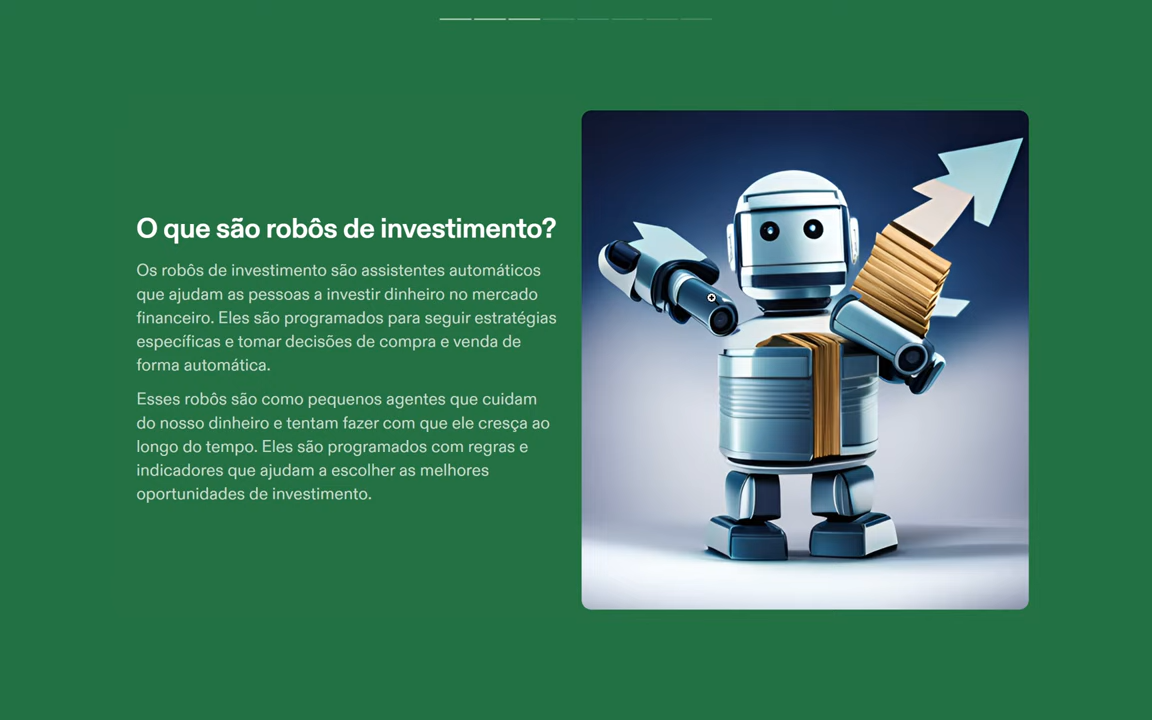 O que são robôs de investimento?
Os robôs de investimento são assistentes automáticos
que ajudam as pessoas a investir dinheiro no mercado
financeiro. Eles são programados para seguir estratégias
específicas e tomar decisões de compra e venda de
forma automática.
Esses robôs são como pequenos agentes que cuidam
do nosso dinheiro e tentam fazer com que ele cresça ao
longo do tempo. Eles são programados com regras e
indicadores que ajudam a escolher as melhores
oportunidades de investimento.